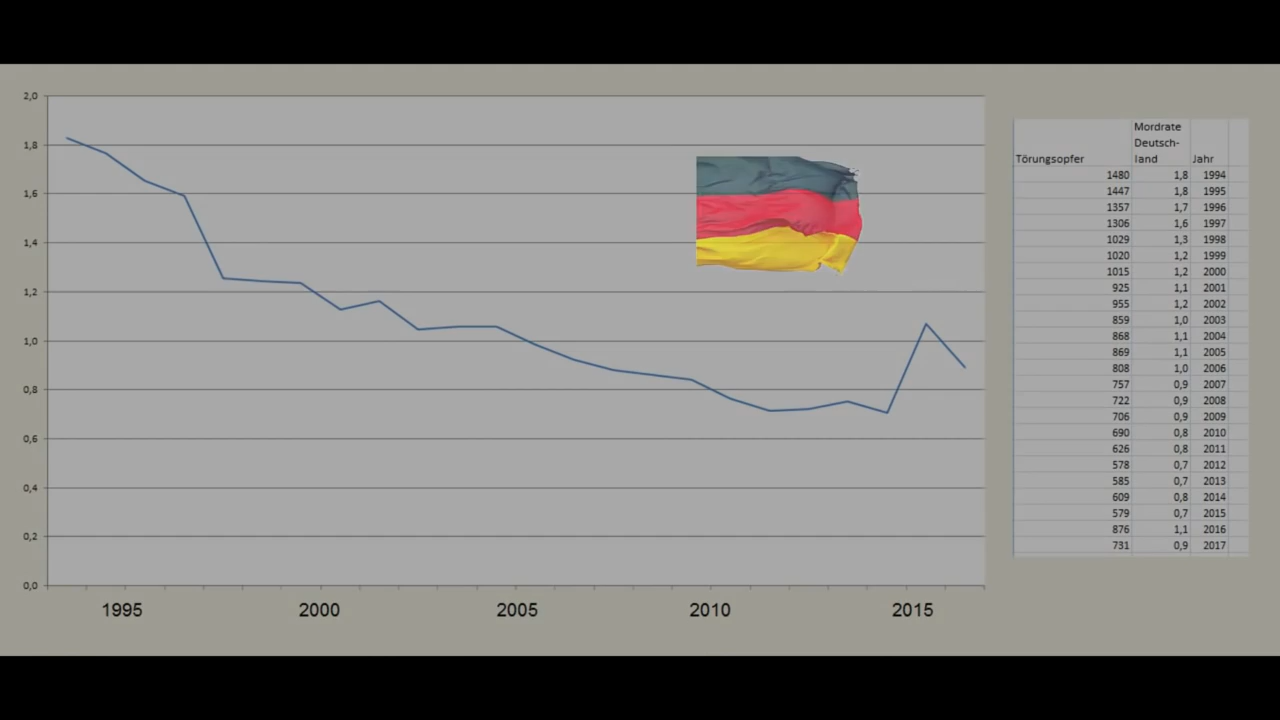 2,0
1,8
1,6
1,4
1,2
1,0
0,8
0,6
0,4
0,2
0,0
1995 2000 2005 2010 2015
Mordrate
Deutsch-
Törungsopfer land Jahr
1480 1,8 1994
1447 1,8 1995
1357 1,7 1996
1306 1,6 1997
1029 1,3 1998
1020 1,2 1999
1015 1,2 2000
925 1,1 2001
955 1,2 2002
859 1,0 2003
868 1,1 2004
869 1,1 2005
808 1,0 2006
757 0,9 2007
722 0,9 2008
706 0,9 2009
690 0,8 2010
626 0,8 2011
578 0,7 2012
585 0,7 2013
609 0,8 2014
579 0,7 2015
876 1,1 2016
731 0,9 2017